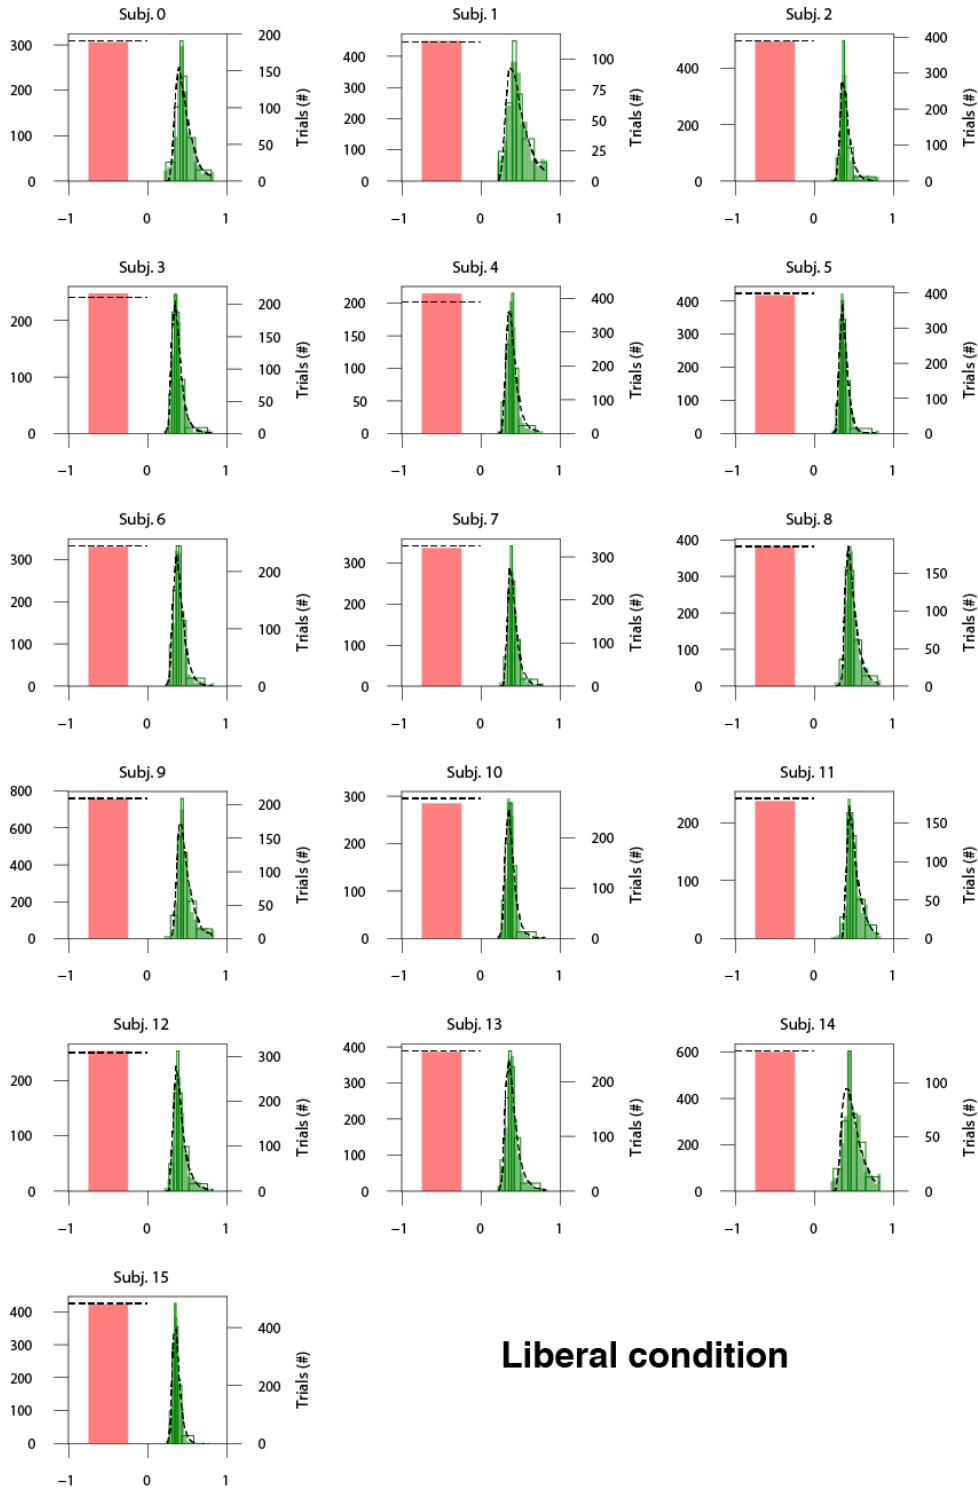 Subj. 0 Subj. 1 Subj. 2
300 200 400 100 400 400
200 150 300 75 300
100 100 200 50 200 200
0 50 100 25 100
0 0 0 0 0
Trials (#) Trials (#) Trials (#)
−1 0 1 −1 0 1 −1 0 1
Subj. 3 Subj. 4 Subj. 5
200 200 200 400 400 400
100 150 150 300 300 300
0 100 100 200 200 200
50 50 100 100 100
0 0 0 0 0
Trials (#) Trials (#) Trials (#)
−1 0 1 −1 0 1 −1 0 1
Subj. 6 Subj. 7 Subj. 8
300 200 300 300 400 150
200 100 200 200 300 100
100 0 100 100 200 50
0 0 0 100 0
0
Trials (#) Trials (#) Trials (#)
−1 0 1 −1 0 1 −1 0 1
Subj. 9 Subj. 10 Subj. 11
800 200 300 200 200 150
600 150 200 100 100 100
400 100 100 0 0 50
200 50 0 0
0 0
Trials (#) Trials (#) Trials (#)
−1 0 1 −1 0 1 −1 0 1
Subj. 12 Subj. 13 Subj. 14
200 300 400 200 600 100
100 200 300 100 400 50
0 100 200 0 200 0
0 100 0
0
Trials (#) Trials (#) Trials (#)
−1 0 1 −1 0 1 −1 0 1
Subj. 15
400 400
300 200
200 0
100
0
Trials (#)
−1 0 1
Liberal condition